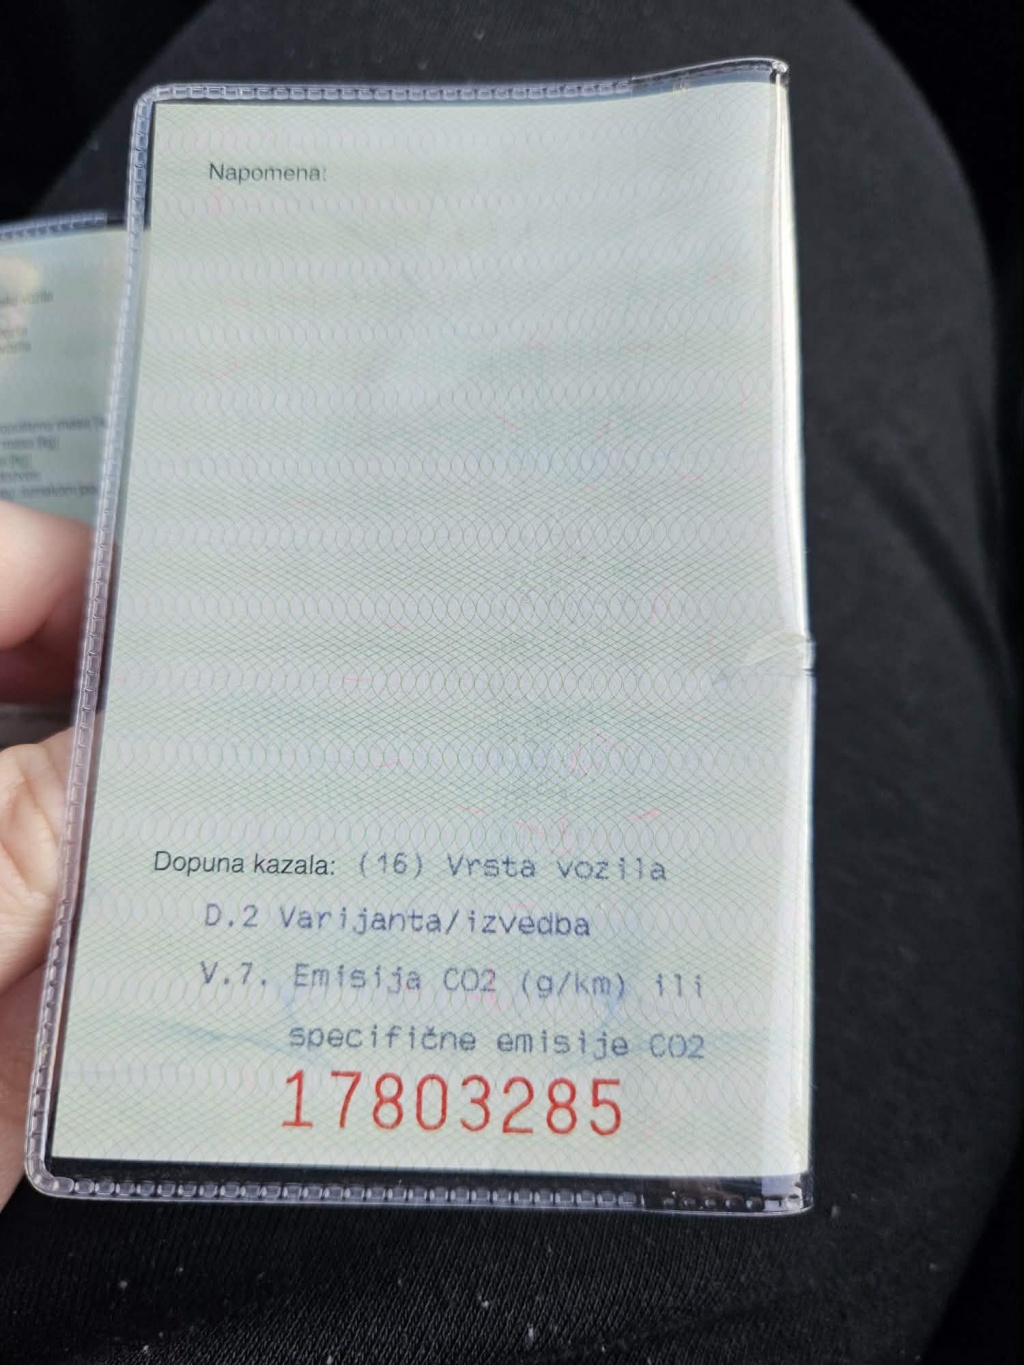 Napomena:
Dopuna kazala: (16) Vrsta vozila
D.2 Varijanta/izvedba
V.7. Emisija CO2 (g/km) ili
specifične emisije CO2
17803285